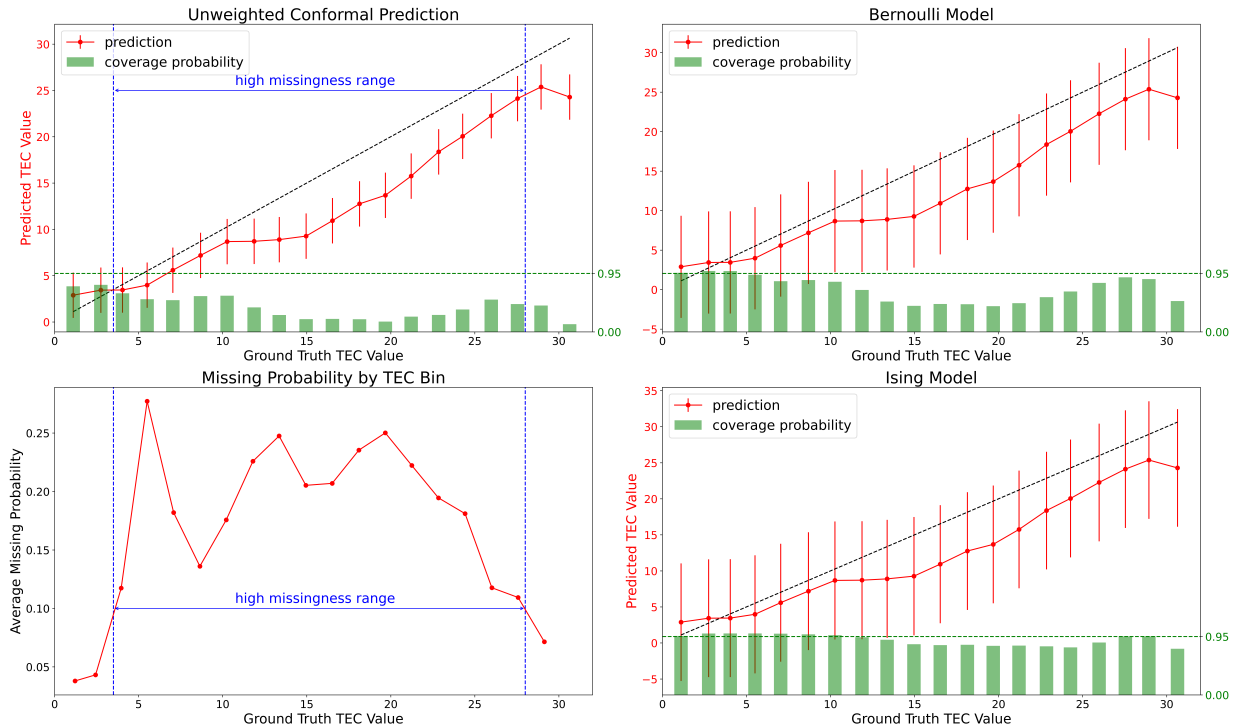 Unweighted Conformal Prediction
prediction
coverage probability
high missingness range
Predicted TEC Value
30
25
20
15
10
5
0
0.95
0.00
0 5 10 15 20 25 30
Ground Truth TEC Value
Bernoulli Model
prediction
coverage probability
30
25
20
15
10
5
0
−5
0.95
0.00
0 5 10 15 20 25 30
Ground Truth TEC Value
Missing Probability by TEC Bin
Average Missing Probability
0.25
0.20
0.15
0.10
0.05
high missingness range
0 5 10 15 20 25 30
Ground Truth TEC Value
Ising Model
prediction
coverage probability
Predicted TEC Value
35
30
25
20
15
10
5
0
−5
0.95
0.00
0 5 10 15 20 25 30
Ground Truth TEC Value